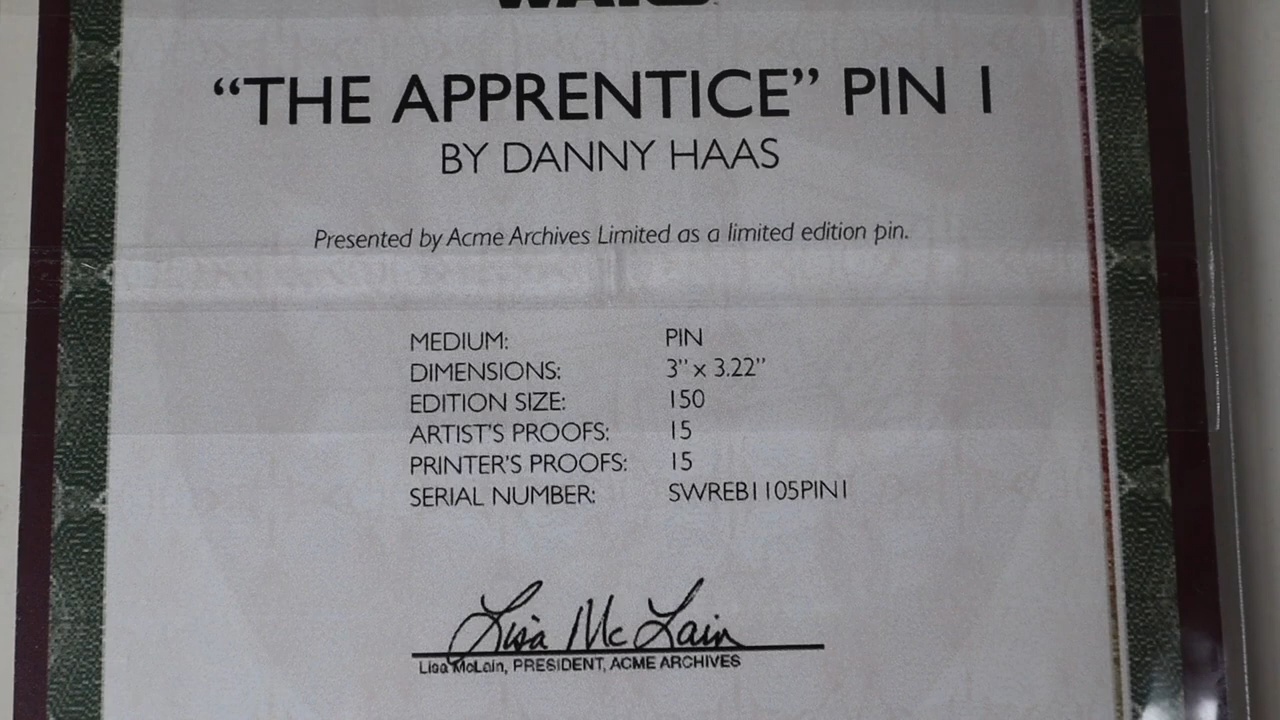 "THE APPRENTICE" PIN 1
BY DANNY HAAS
Presented by Acme Archives Limited as a limited edition pin.
MEDIUM: PIN
DIMENSIONS: 3" x 3.22"
EDITION SIZE: 150
ARTIST'S PROOFS: 15
PRINTER'S PROOFS: 15
SERIAL NUMBER: SWREB1105PIN1
Lisa McLain
Lisa McLain, PRESIDENT, ACME ARCHIVES